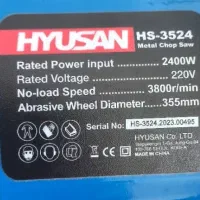 HYUSAN
HS-3524
Metal Chop Saw
Rated Power input 2400W
Rated Voltage 220V
No-load Speed 3800r/min
Abrasive Wheel Diameter 355mm
Serial No: HS-3524,2023.00495
HYUSAN Co. LTD
MADE IN CHINA